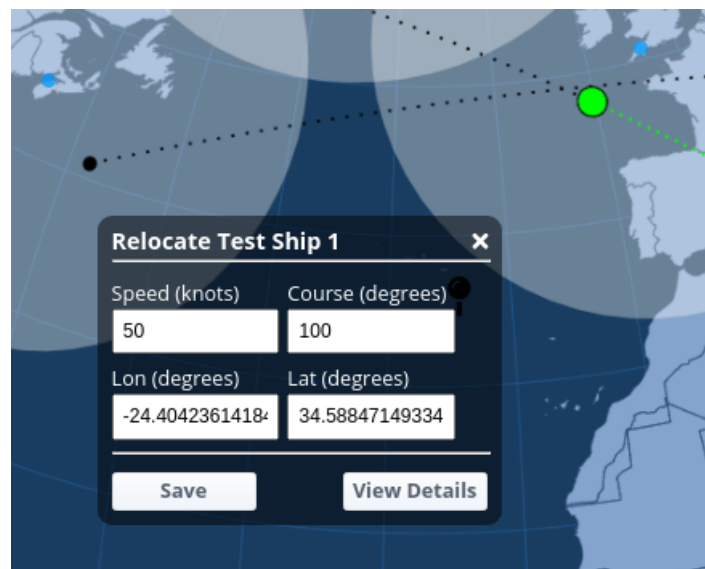 Relocate Test Ship 1 ×
Speed (knots) Course (degrees)
50 100
Lon (degrees) Lat (degrees)
-24.40423614184 34.58847149334
Save View Details